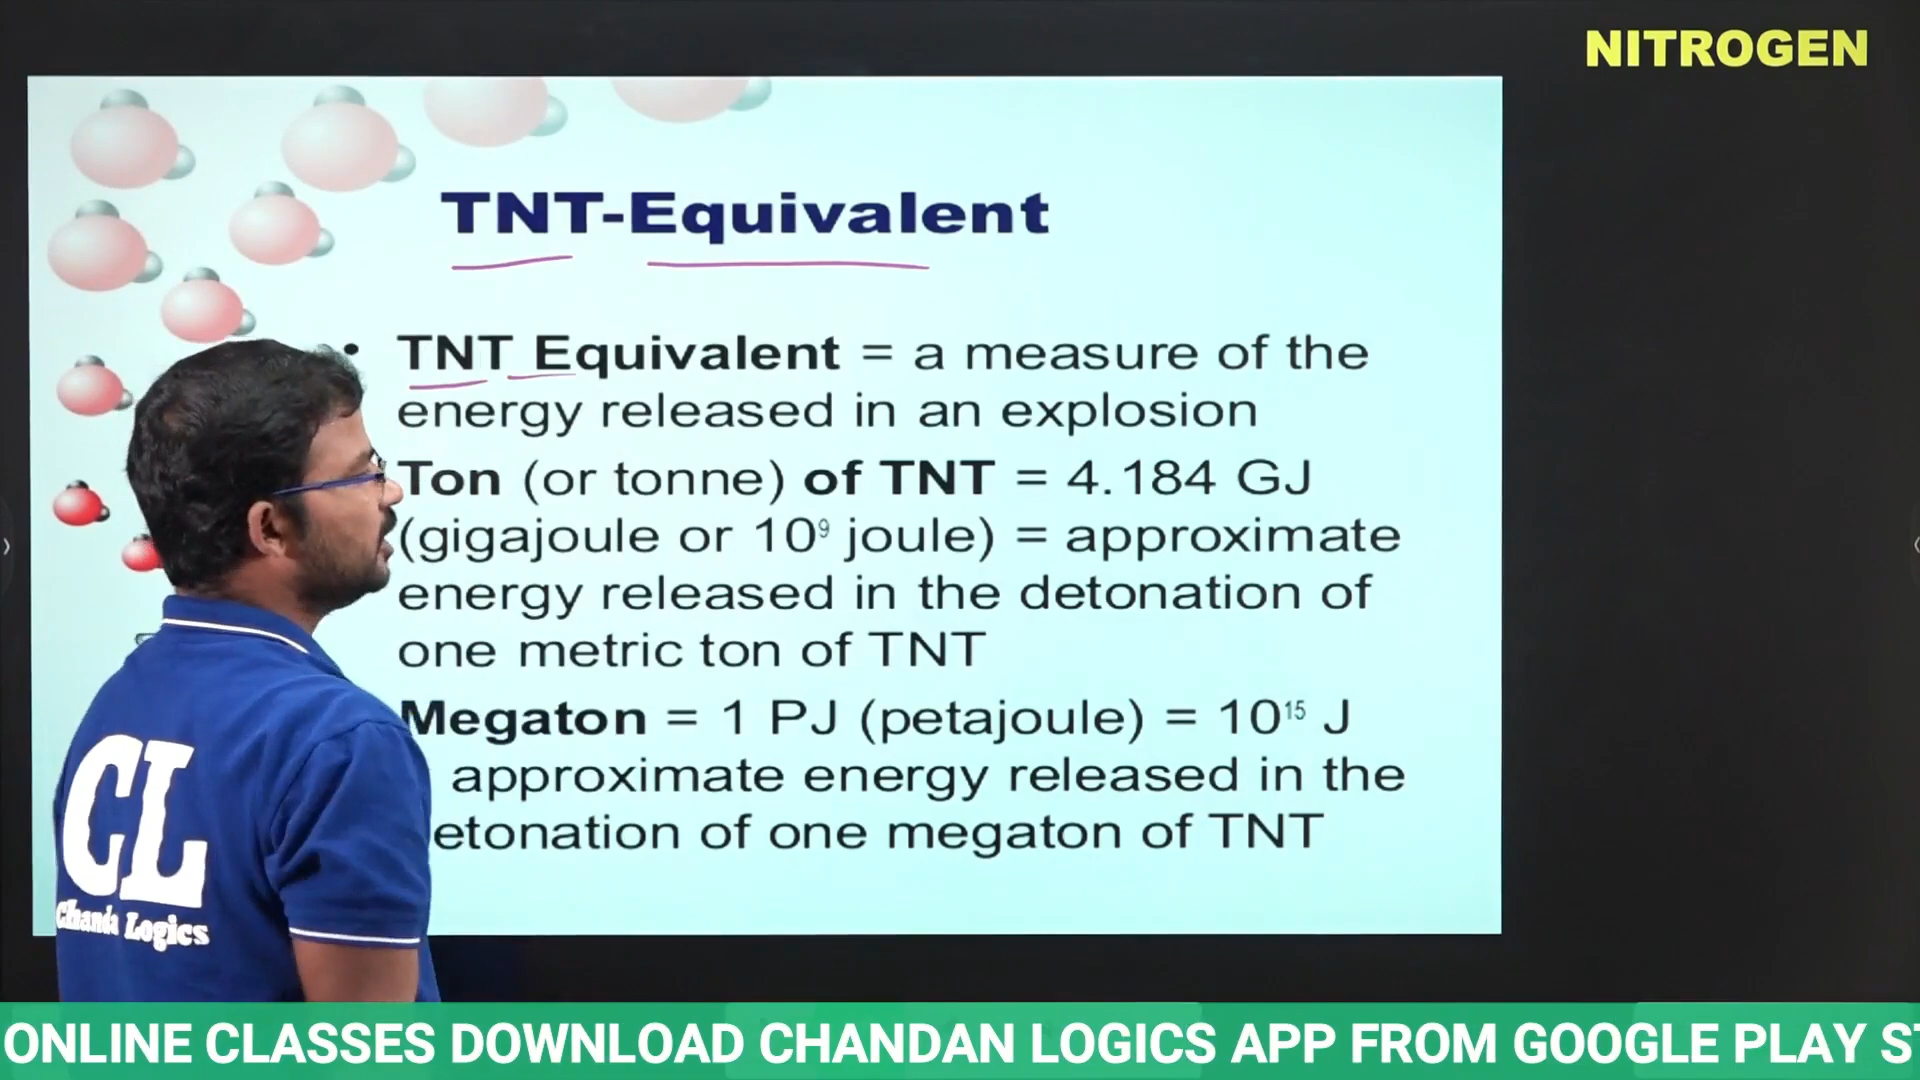 NITROGEN
TNT-Equivalent
• TNT Equivalent = a measure of the
energy released in an explosion
Ton (or tonne) of TNT = 4.184 GJ
(gigajoule or 10⁹ joule) = approximate
energy released in the detonation of
one metric ton of TNT
Megaton = 1 PJ (petajoule) = 10¹⁵ J
approximate energy released in the
etonation of one megaton of TNT
CL
Chanda Logics
ONLINE CLASSES DOWNLOAD CHANDAN LOGICS APP FROM GOOGLE PLAY ST